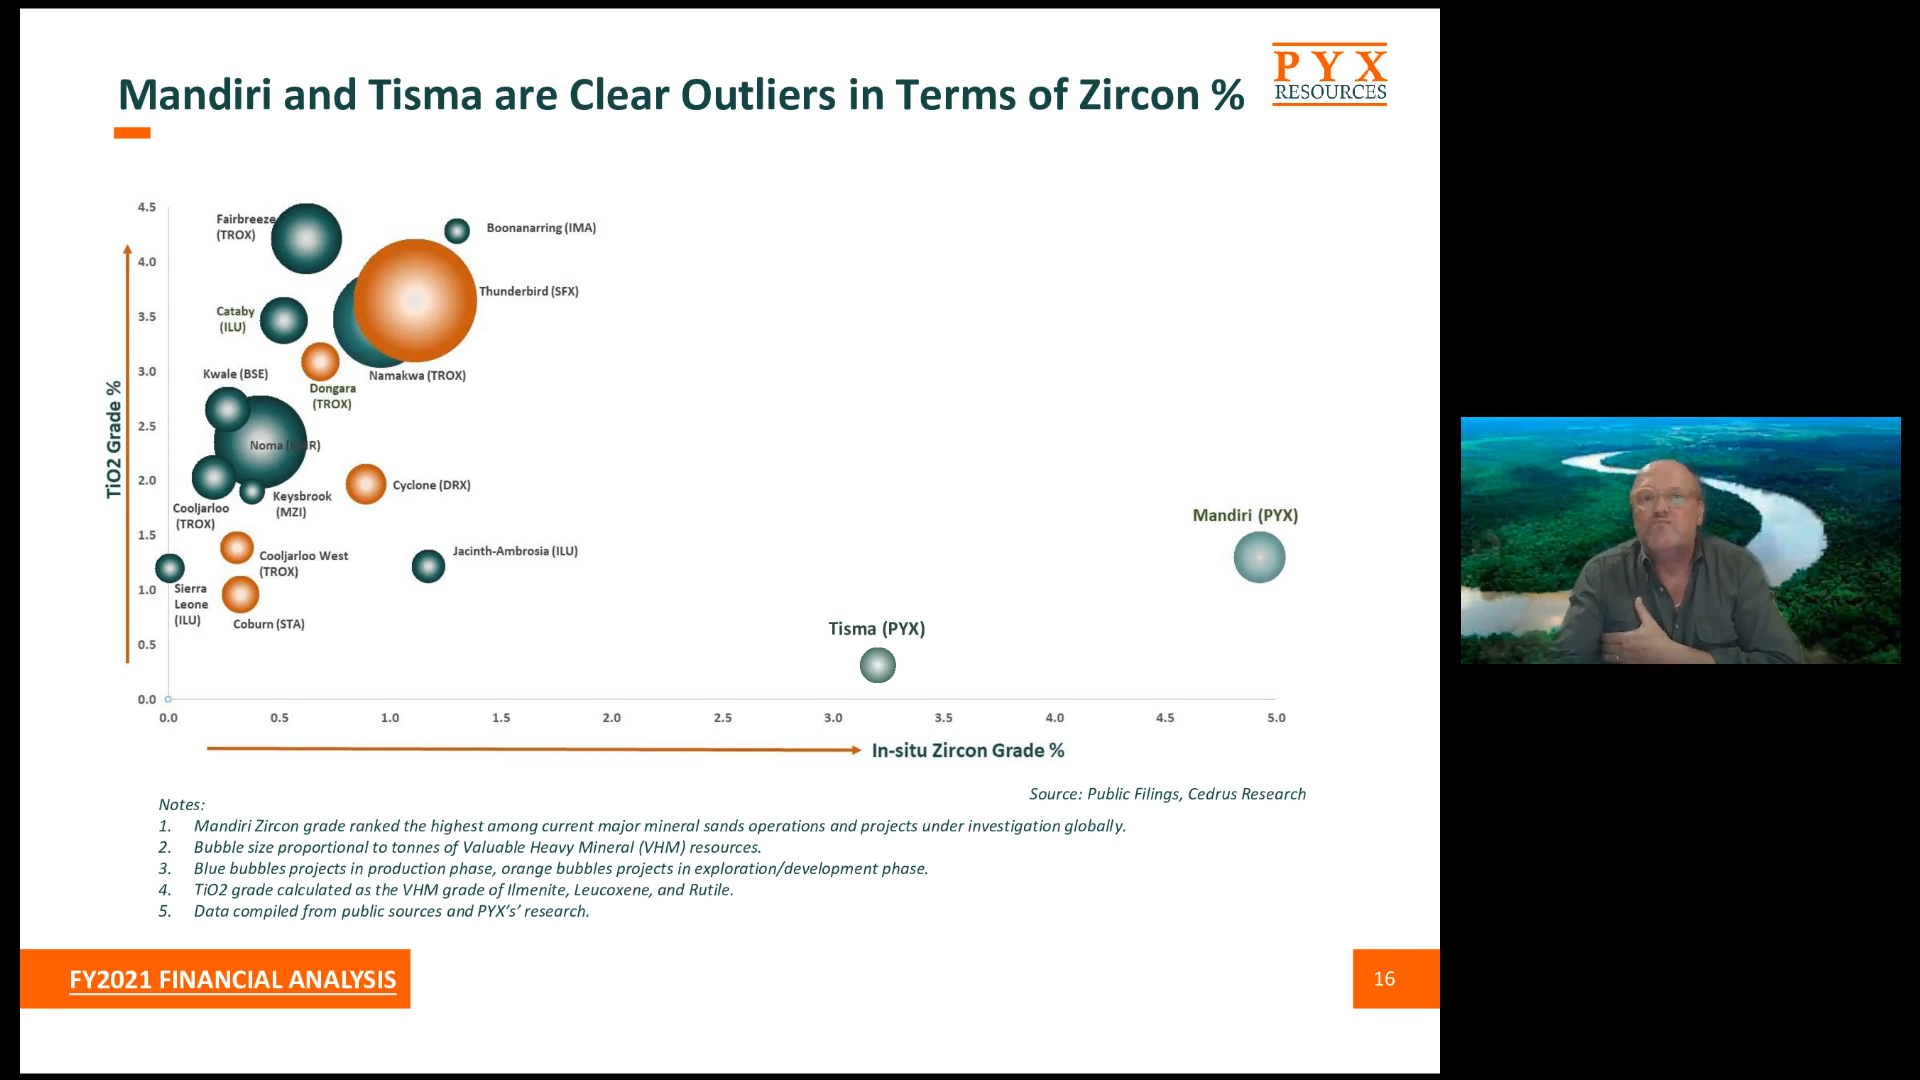 Mandiri and Tisma are Clear Outliers in Terms of Zircon %
PYX
RESOURCES
4.5
4.0
3.5
3.0
2.5
2.0
1.5
1.0
0.5
0.0
TiO2 Grade %
Fairbreeze
(TROX)
Boonanarring (IMA)
Thunderbird (SFX)
Cataby
(ILU)
Namakwa (TROX)
Kwale (BSE)
Dongara
(TROX)
Noma
Cyclone (DRX)
Keysbrook
(MZI)
Cooljarloo
(TROX)
Cooljarloo West
(TROX)
Jacinth-Ambrosia (ILU)
Sierra
Leone
(ILU)
Coburn (STA)
Mandiri (PYX)
Tisma (PYX)
0.0 0.5 1.0 1.5 2.0 2.5 3.0 3.5 4.0 4.5 5.0
In-situ Zircon Grade %
Source: Public Filings, Cedrus Research
Notes:
1. Mandiri Zircon grade ranked the highest among current major mineral sands operations and projects under investigation globally.
2. Bubble size proportional to tonnes of Valuable Heavy Mineral (VHM) resources.
3. Blue bubbles projects in production phase, orange bubbles projects in exploration/development phase.
4. TiO2 grade calculated as the VHM grade of Ilmenite, Leucoxene, and Rutile.
5. Data compiled from public sources and PYX's' research.
FY2021 FINANCIAL ANALYSIS
16